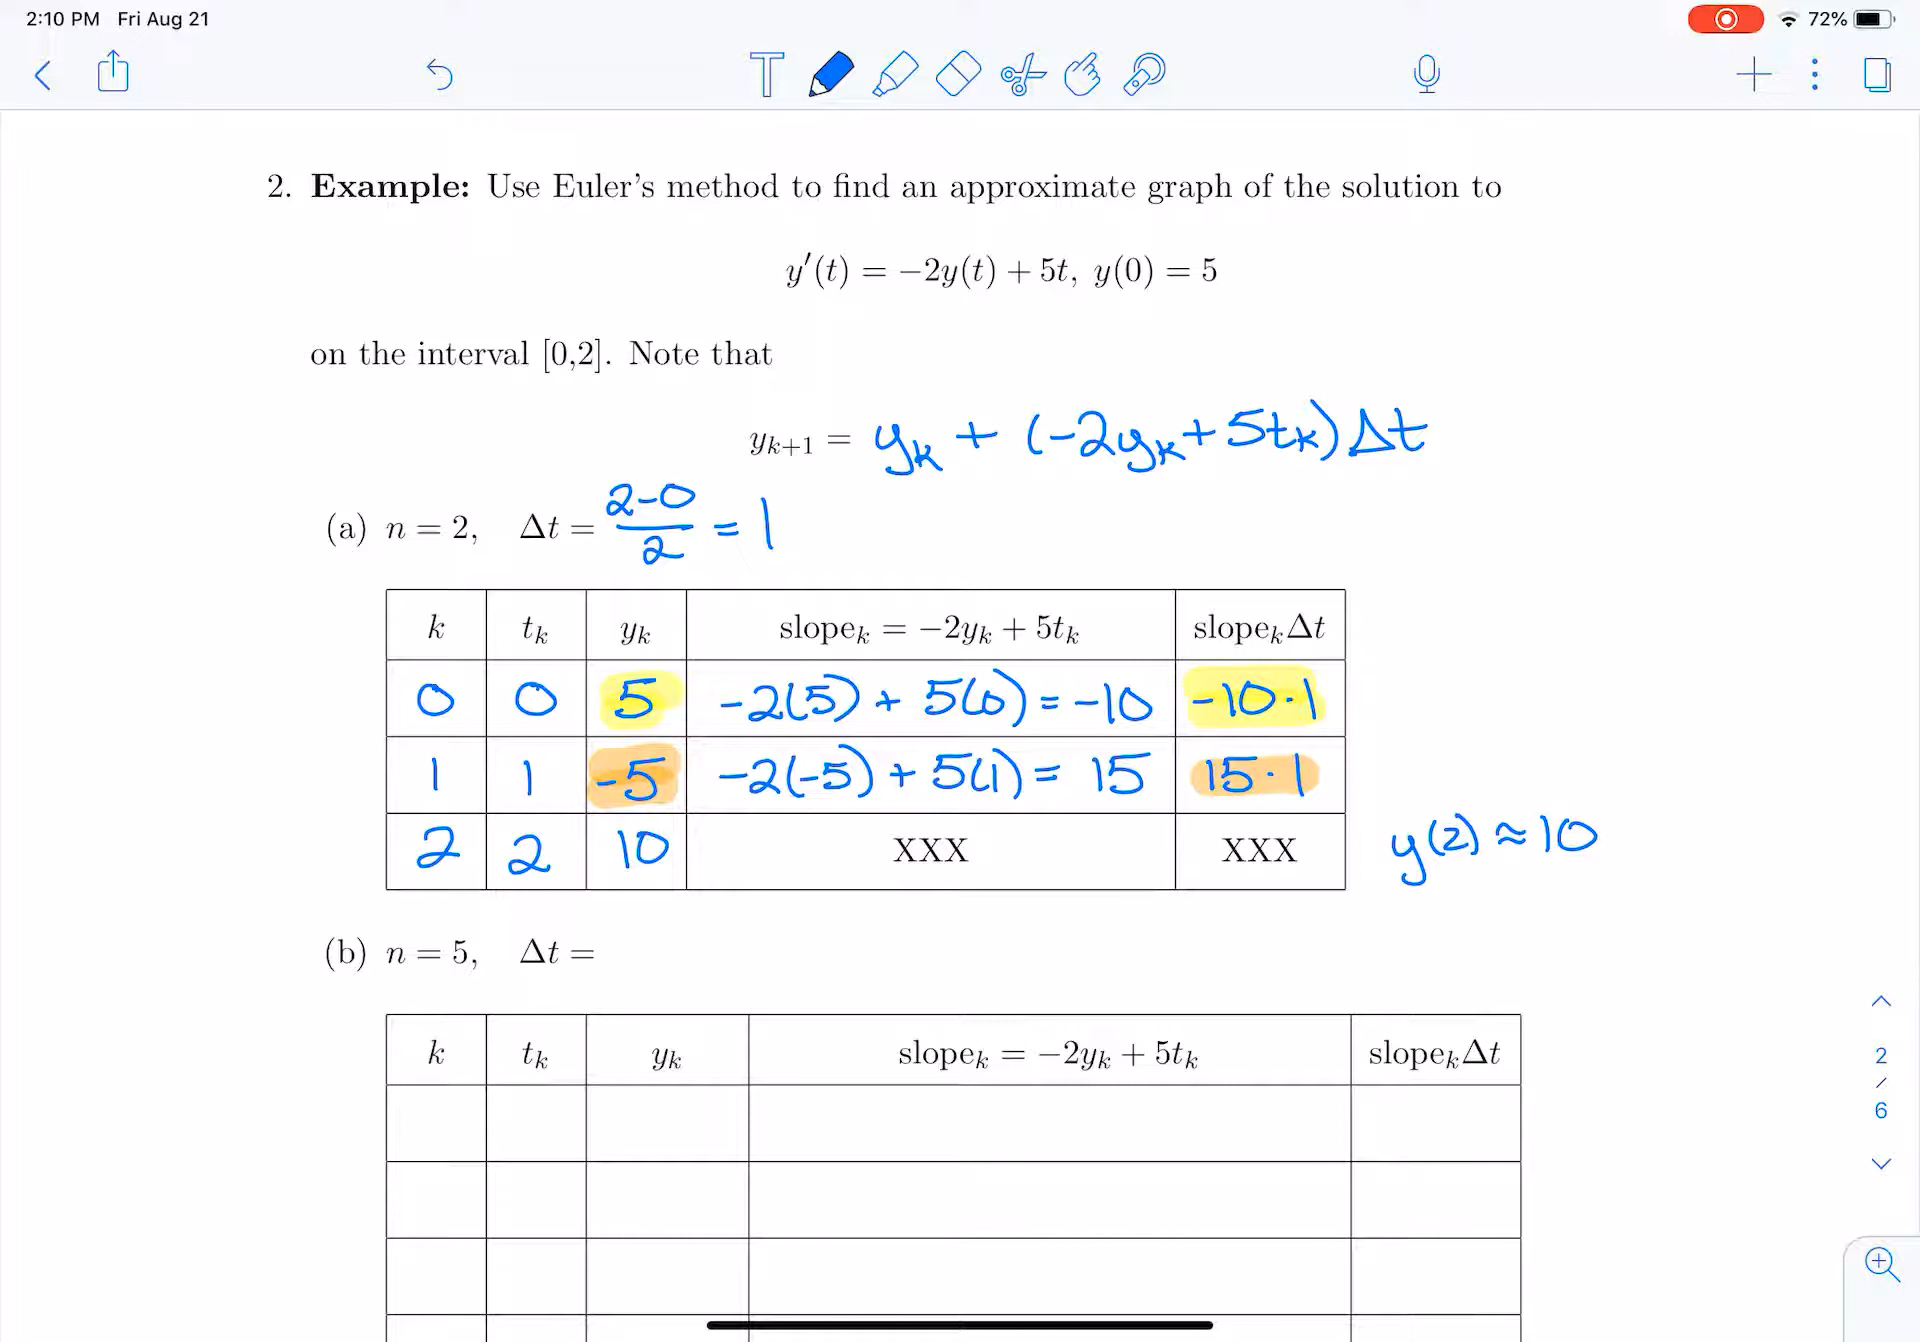 2:10 PM Fri Aug 21
72%
T
2. Example: Use Euler's method to find an approximate graph of the solution to
y′(t) = −2y(t) + 5t, y(0) = 5
on the interval [0,2]. Note that
yₖ₊₁ = yₖ + (-2yₖ+5tₖ)Δt
(a) n = 2, Δt = (2-0)/2 = 1
k tₖ yₖ slopeₖ = −2yₖ + 5tₖ slopeₖΔt
0 0 5 -2(5) + 5(0) = -10 -10·1
1 1 -5 -2(-5) + 5(1) = 15 15·1
2 2 10 XXX XXX y(2) ≈ 10
(b) n = 5, Δt =
k tₖ yₖ slopeₖ = −2yₖ + 5tₖ slopeₖΔt
2
/
6